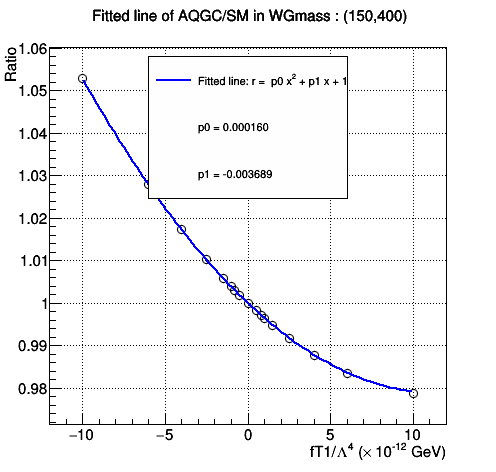 Fitted line of AQGC/SM in WGmass : (150,400)
Ratio
1.06
1.05
1.04
1.03
1.02
1.01
1
0.99
0.98
Fitted line: r = p0 x² + p1 x + 1
p0 = 0.000160
p1 = -0.003689
−10 −5 0 5 10
fT1/Λ⁴ (× 10⁻¹² GeV)